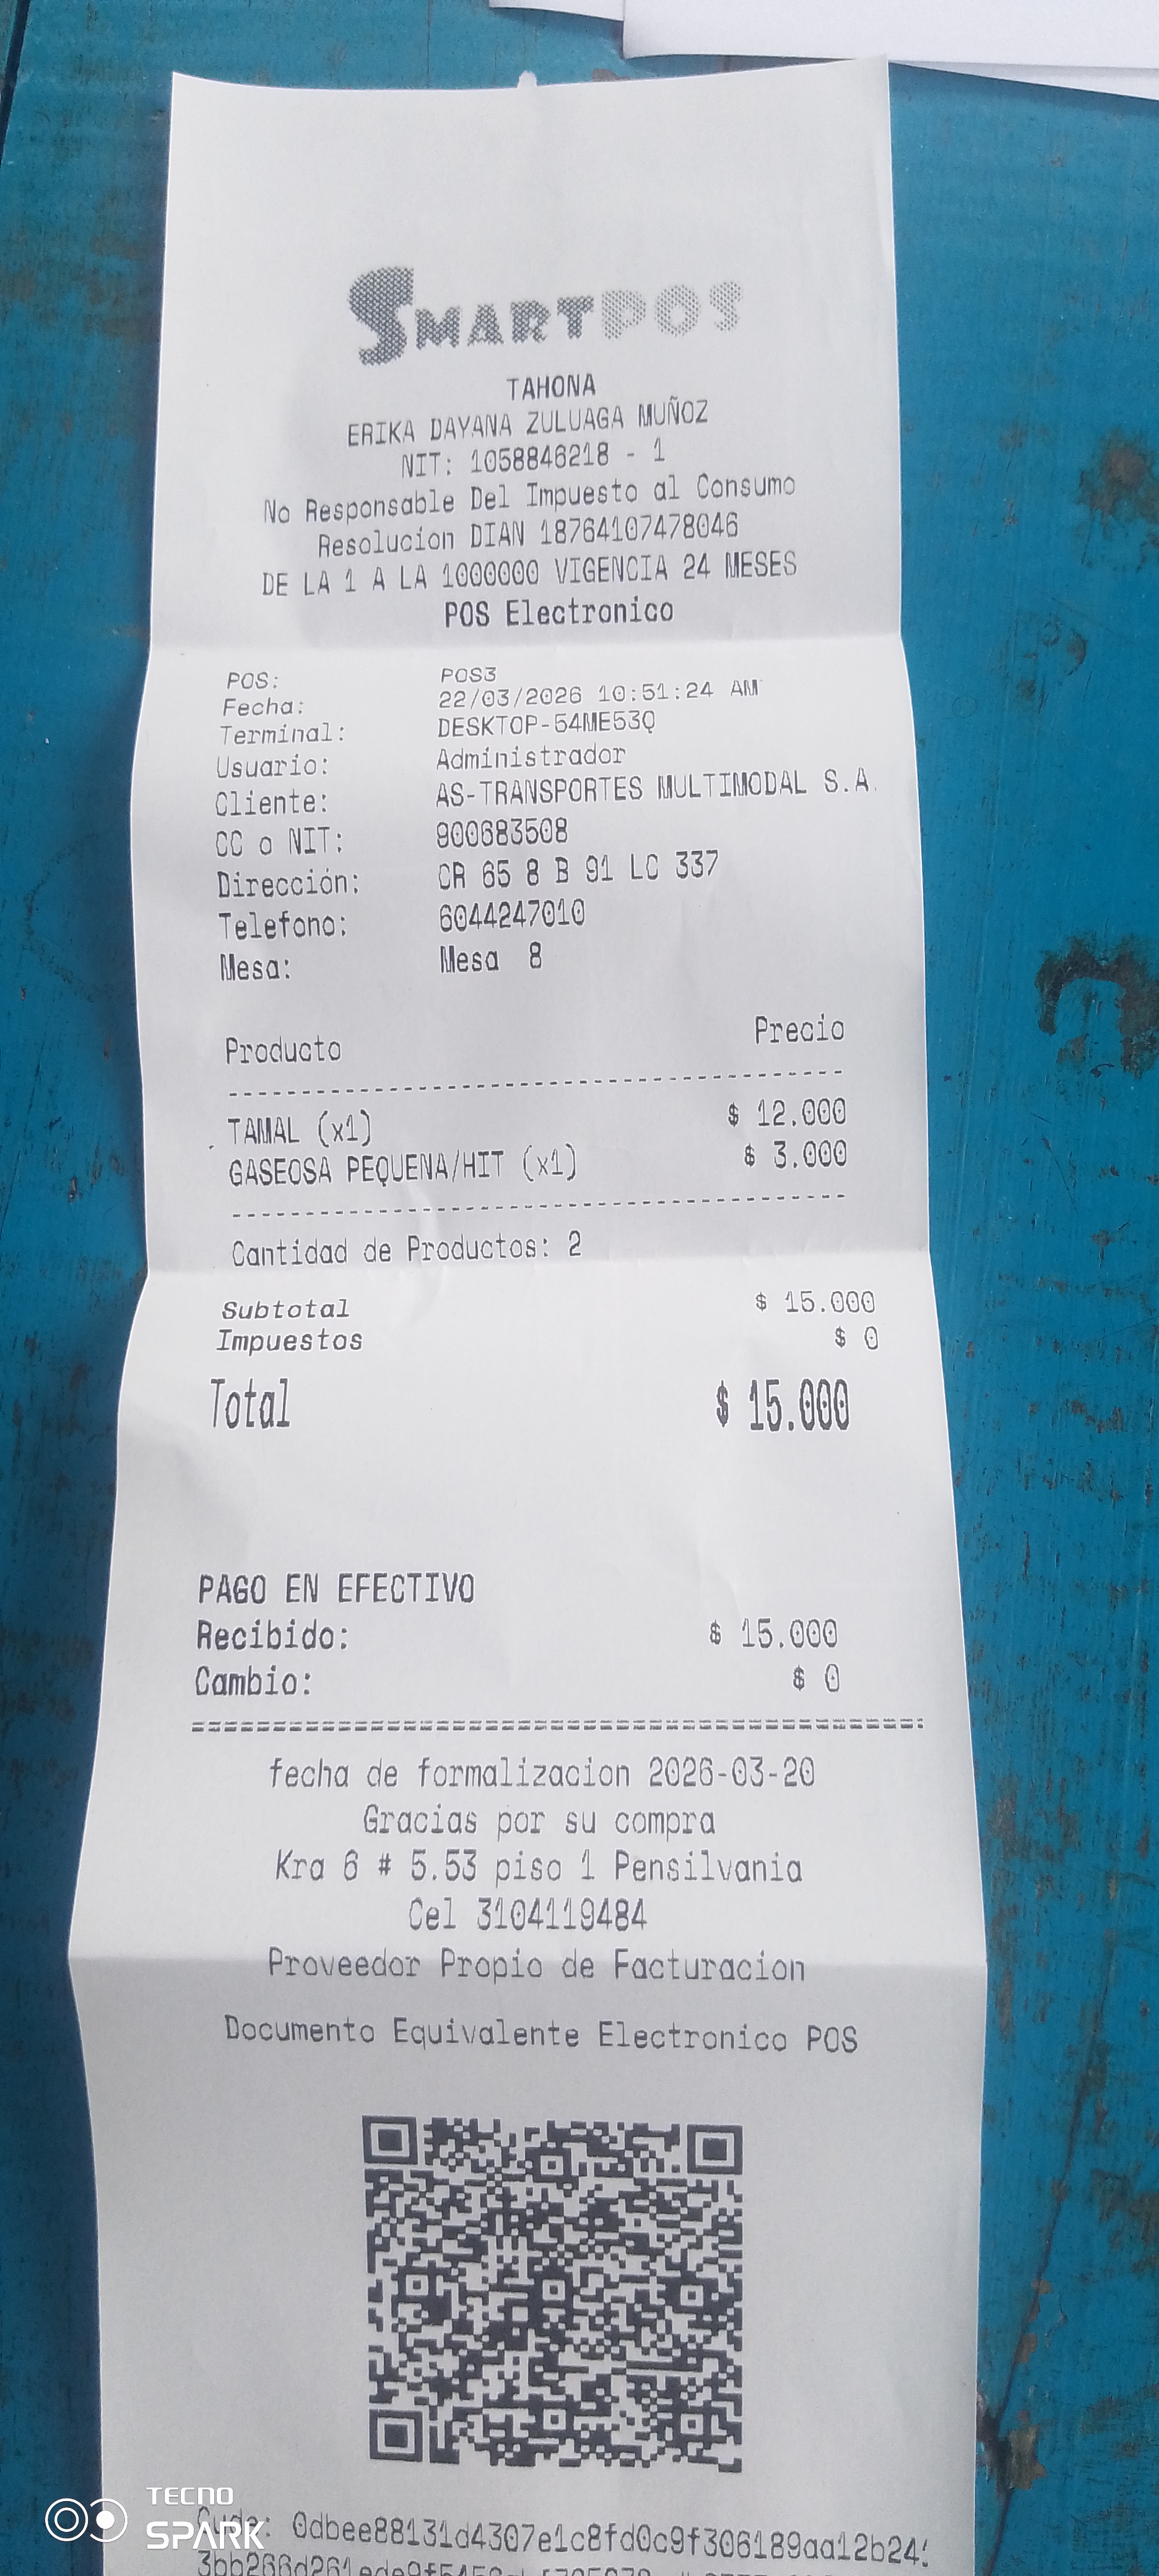 SMARTPOS
TAHONA
ERIKA DAYANA ZULUAGA MUÑOZ
NIT: 1058846218 - 1
No Responsable Del Impuesto al Consumo
Resolucion DIAN 18764107478046
DE LA 1 A LA 1000000 VIGENCIA 24 MESES
POS Electronico
POS: POS3
Fecha: 22/03/2026 10:51:24 AM
Terminal: DESKTOP-54ME53Q
Usuario: Administrador
Cliente: AS-TRANSPORTES MULTIMODAL S.A.
CC o NIT: 900683508
Dirección: CR 65 8 B 91 LC 337
Telefono: 6044247010
Mesa: Mesa 8
Producto Precio
TAMAL (x1) $ 12.000
GASEOSA PEQUENA/HIT (x1) $ 3.000
Cantidad de Productos: 2
Subtotal $ 15.000
Impuestos $ 0
Total $ 15.000
PAGO EN EFECTIVO
Recibido: $ 15.000
Cambio: $ 0
fecha de formalizacion 2026-03-20
Gracias por su compra
Kra 6 # 5.53 piso 1 Pensilvania
Cel 3104119484
Proveedor Propio de Facturacion
Documento Equivalente Electronico POS
TECNO
SPARK